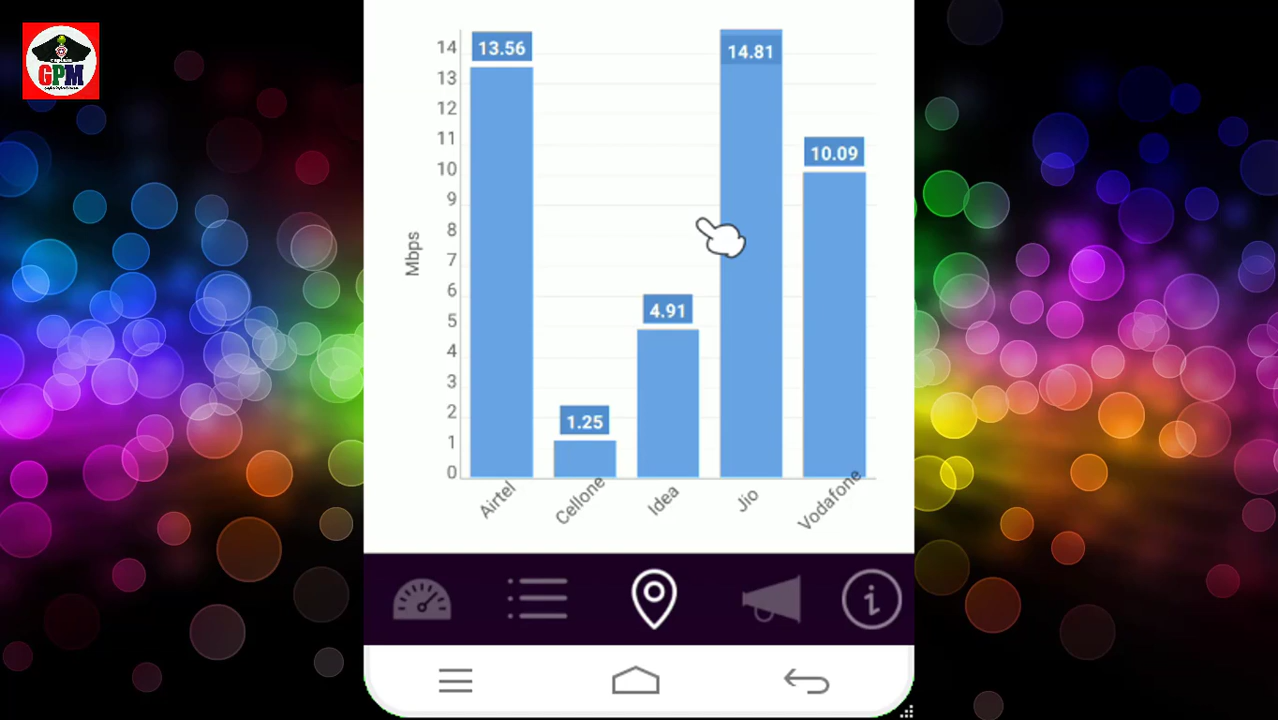 GPM
14
13
12
11
10
9
8
7
6
5
4
3
2
1
0
Mbps
13.56
1.25
4.91
14.81
10.09
Airtel
Cellone
Idea
Jio
Vodafone